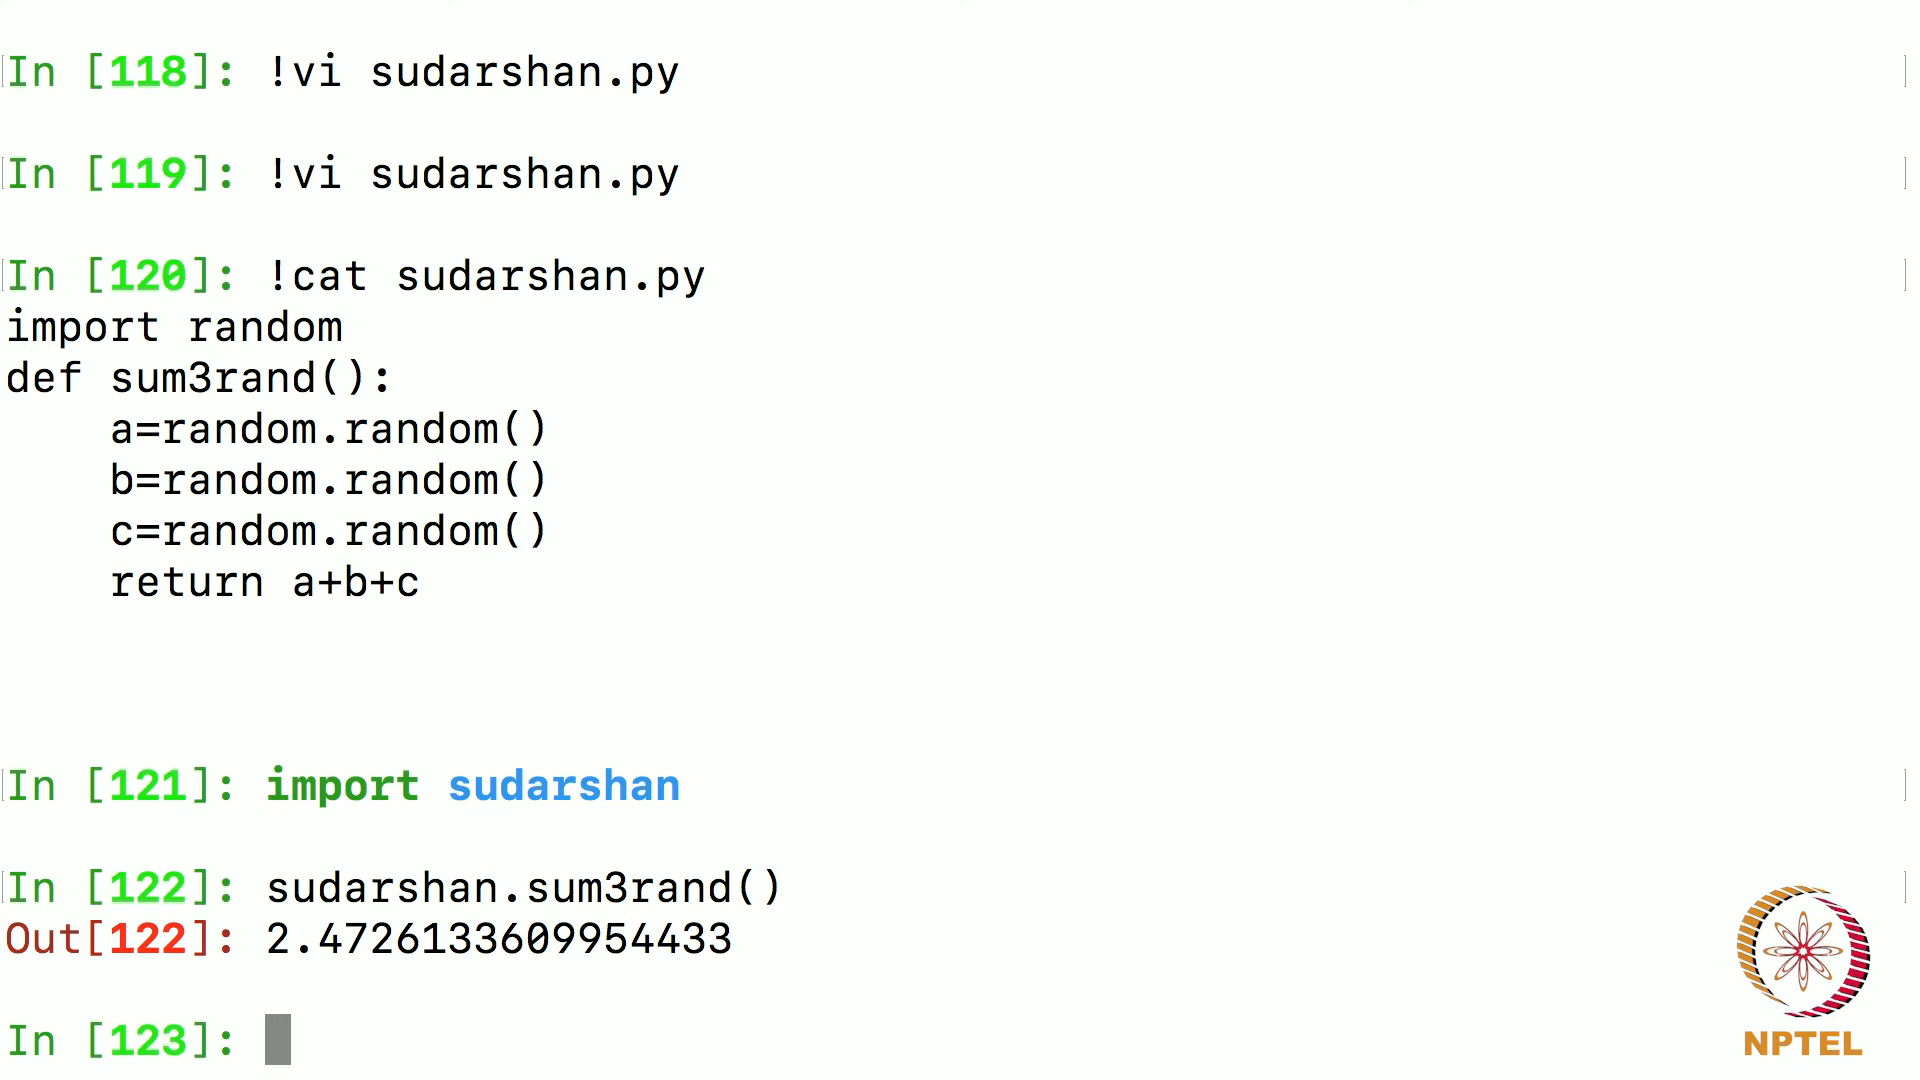 In [118]: !vi sudarshan.py
In [119]: !vi sudarshan.py
In [120]: !cat sudarshan.py
import random
def sum3rand():
    a=random.random()
    b=random.random()
    c=random.random()
    return a+b+c
In [121]: import sudarshan
In [122]: sudarshan.sum3rand()
Out[122]: 2.4726133609954433
In [123]:
NPTEL